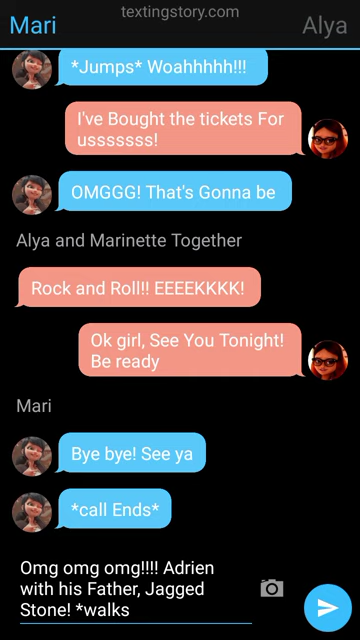 textingstory.com
Mari
Alya
*Jumps* Woahhhhh!!!
I've Bought the tickets For
usssssss!
OMGGG! That's Gonna be
Alya and Marinette Together
Rock and Roll!! EEEEKKKK!
Ok girl, See You Tonight!
Be ready
Mari
Bye bye! See ya
*call Ends*
Omg omg omg!!!! Adrien
with his Father, Jagged
Stone! *walks